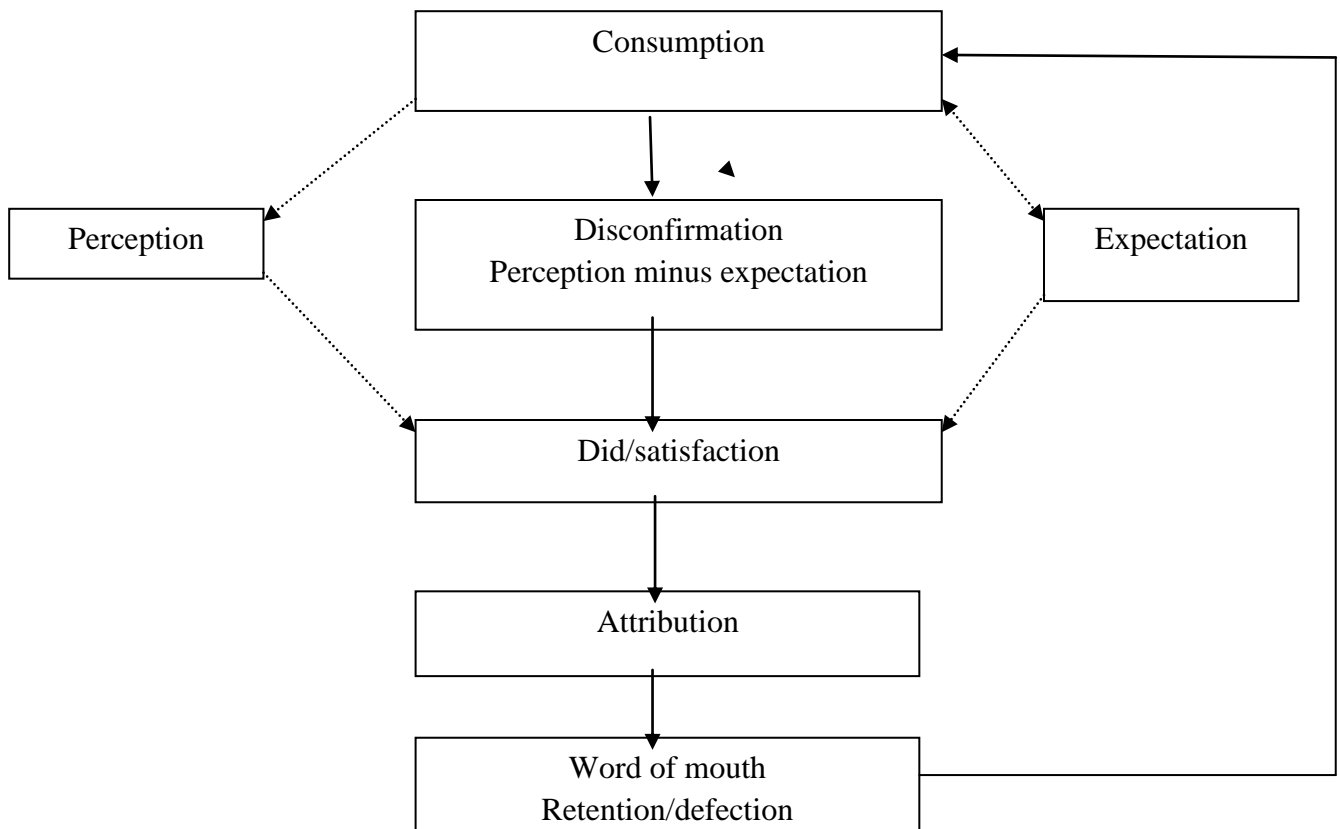 Consumption
Disconfirmation
Perception minus expectation
Perception
Expectation
Did/satisfaction
Attribution
Word of mouth
Retention/defection